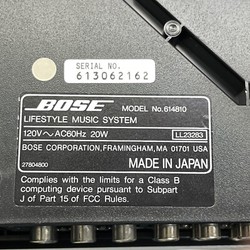 SERIAL NO.
613062162
BOSE MODEL No.614810
LIFESTYLE MUSIC SYSTEM
120V~AC60Hz 20W LL23283
BOSE CORPORATION, FRAMINGHAM, MA 01701 USA
27804800 MADE IN JAPAN
Complies with the limits for a Class B
computing device pursuant to Subpart
J of Part 15 of FCC Rules.